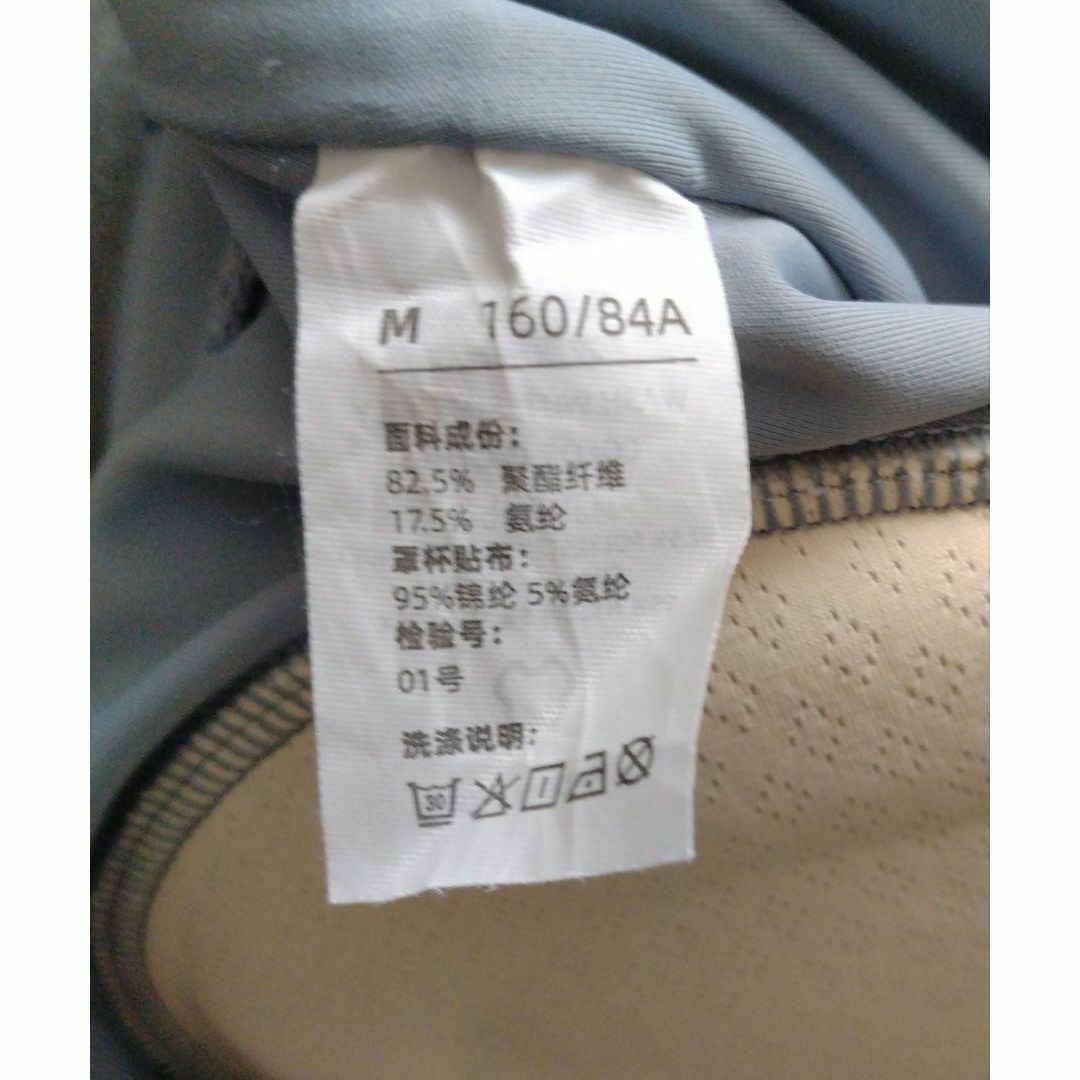 M 160/84A
面料成份：
82.5% 聚酯纤维
17.5% 氨纶
罩杯贴布：
95%锦纶 5%氨纶
检验号：
01号
洗涤说明：
30